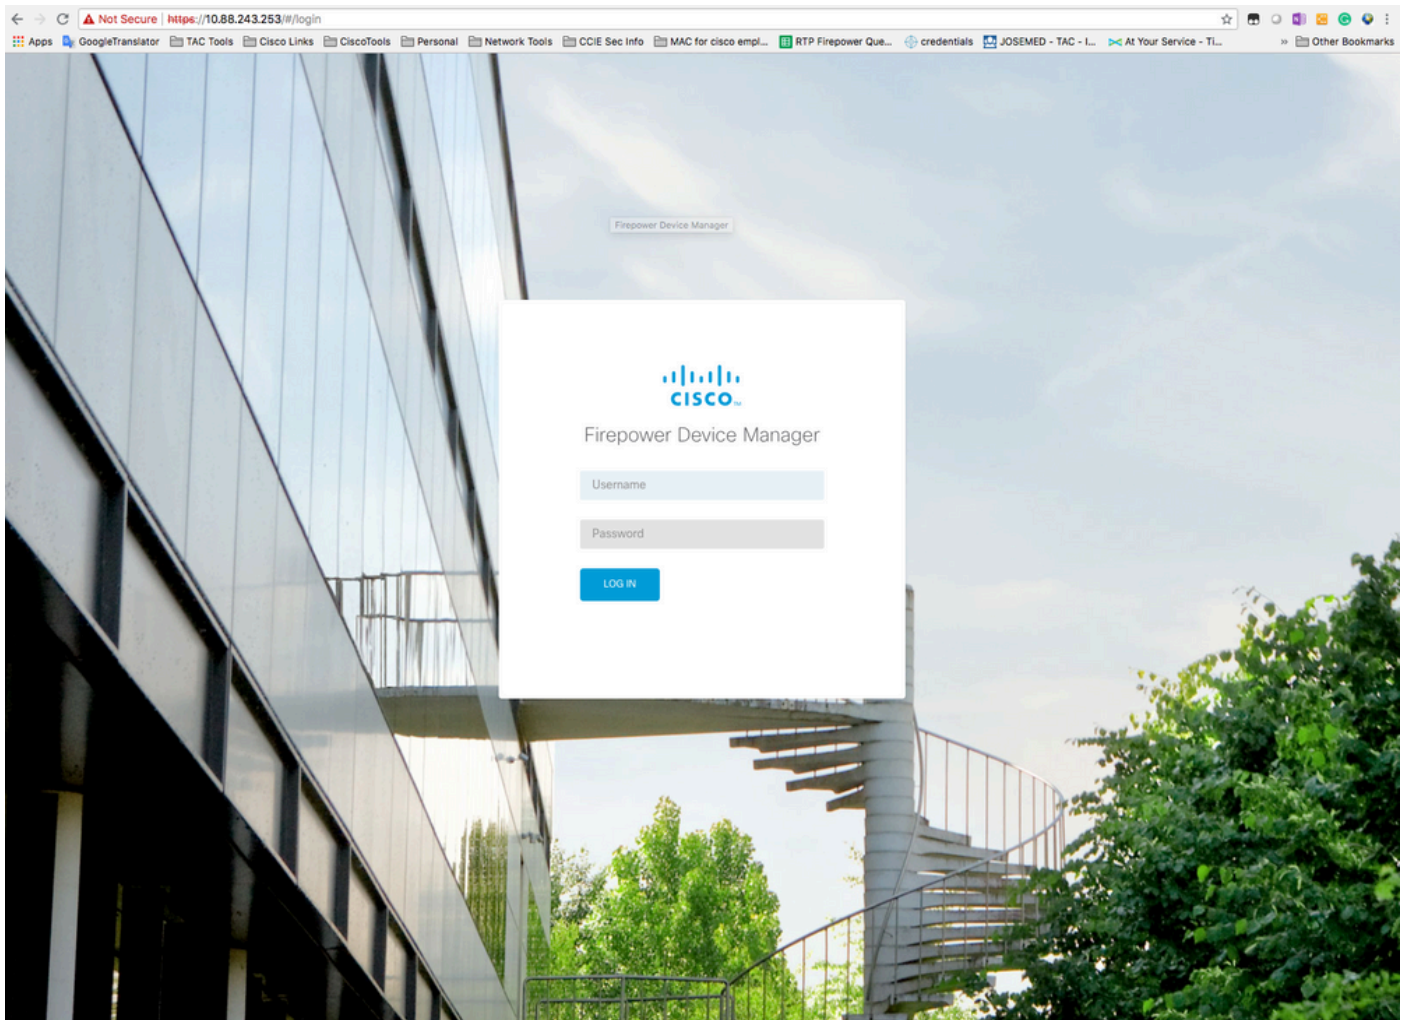 Not Secure https://10.88.243.253/#/login
Apps GoogleTranslator TAC Tools Cisco Links CiscoTools Personal Network Tools CCIE Sec Info MAC for cisco empl... RTP Firepower Que... credentials JOSEMED - TAC - I... At Your Service - Ti... » Other Bookmarks
Firepower Device Manager
CISCO™
Firepower Device Manager
Username
Password
LOG IN